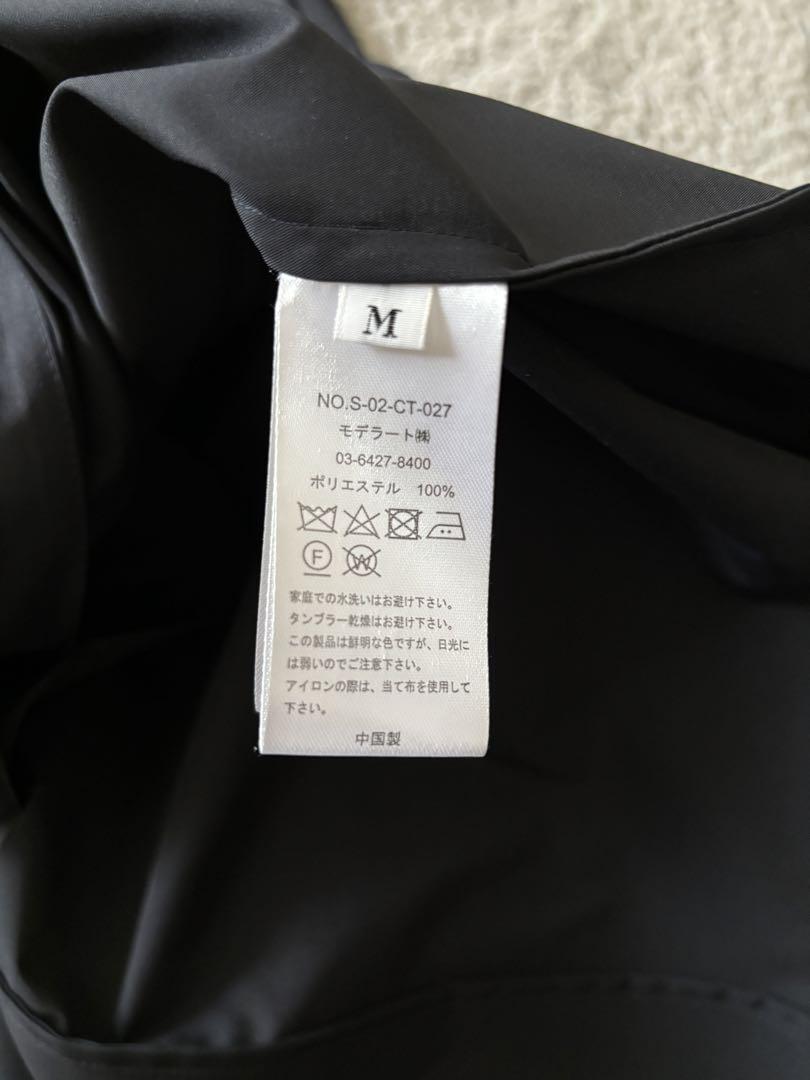 M
NO.S-02-CT-027
モデラート㈱
03-6427-8400
ポリエステル 100%
F W
家庭での水洗いはお避け下さい。
タンブラー乾燥はお避け下さい。
この製品は鮮明な色ですが、日光に
は弱いのでご注意下さい。
アイロンの際は、当て布を使用して
下さい。
中国製